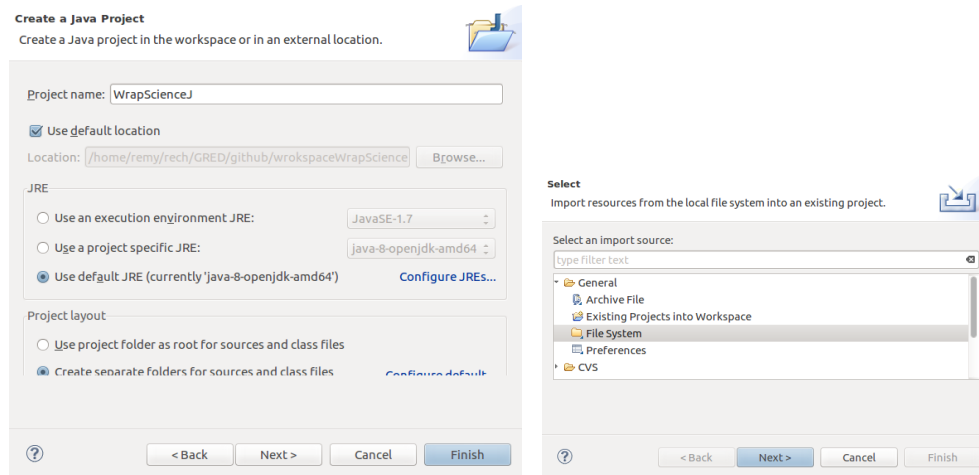 Create a Java Project
Create a Java project in the workspace or in an external location.
Project name: WrapScienceJ
Use default location
Location: /home/remy/rech/GRED/github/wrokspaceWrapScience Browse...
JRE
Use an execution environment JRE: JavaSE-1.7
Use a project specific JRE: java-8-openjdk-amd64
Use default JRE (currently 'java-8-openjdk-amd64') Configure JREs...
Project layout
Use project folder as root for sources and class files
Create separate folders for sources and class files Configure default...
< Back Next > Cancel Finish
Select
Import resources from the local file system into an existing project.
Select an import source:
type filter text
General
Archive File
Existing Projects into Workspace
File System
Preferences
CVS
< Back Next > Cancel Finish